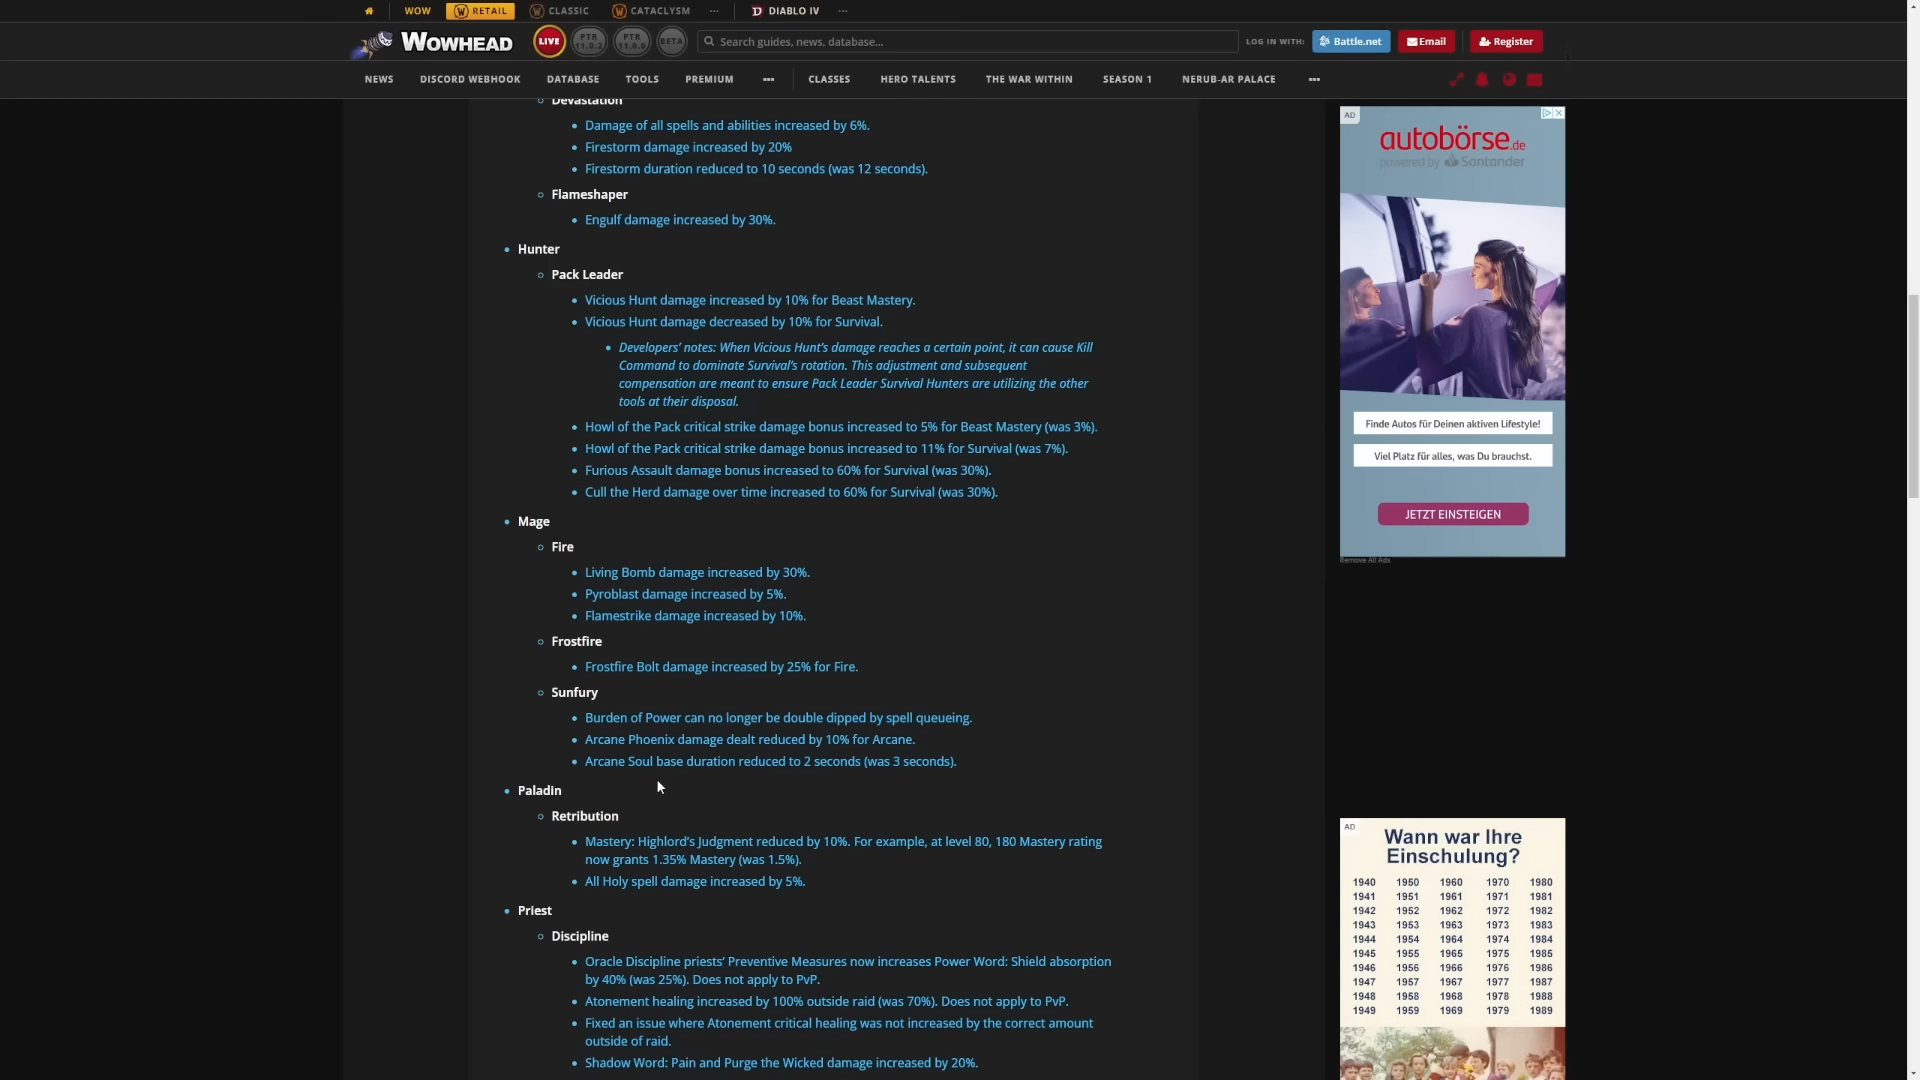 WOW
RETAIL
CLASSIC
CATACLYSM
DIABLO IV
WOWHEAD
LIVE
PTR 11.0.2
PTR 11.0.0
BETA
Search guides, news, database...
LOG IN WITH:
Battle.net
Email
Register
NEWS
DISCORD WEBHOOK
DATABASE
TOOLS
PREMIUM
CLASSES
HERO TALENTS
THE WAR WITHIN
SEASON 1
NERUB-AR PALACE
Devastation
Damage of all spells and abilities increased by 6%.
Firestorm damage increased by 20%
Firestorm duration reduced to 10 seconds (was 12 seconds).
Flameshaper
Engulf damage increased by 30%.
Hunter
Pack Leader
Vicious Hunt damage increased by 10% for Beast Mastery.
Vicious Hunt damage decreased by 10% for Survival.
Developers' notes: When Vicious Hunt's damage reaches a certain point, it can cause Kill
Command to dominate Survival's rotation. This adjustment and subsequent
compensation are meant to ensure Pack Leader Survival Hunters are utilizing the other
tools at their disposal.
Howl of the Pack critical strike damage bonus increased to 5% for Beast Mastery (was 3%).
Howl of the Pack critical strike damage bonus increased to 11% for Survival (was 7%).
Furious Assault damage bonus increased to 60% for Survival (was 30%).
Cull the Herd damage over time increased to 60% for Survival (was 30%).
Mage
Fire
Living Bomb damage increased by 30%.
Pyroblast damage increased by 5%.
Flamestrike damage increased by 10%.
Frostfire
Frostfire Bolt damage increased by 25% for Fire.
Sunfury
Burden of Power can no longer be double dipped by spell queueing.
Arcane Phoenix damage dealt reduced by 10% for Arcane.
Arcane Soul base duration reduced to 2 seconds (was 3 seconds).
Paladin
Retribution
Mastery: Highlord's Judgment reduced by 10%. For example, at level 80, 180 Mastery rating
now grants 1.35% Mastery (was 1.5%).
All Holy spell damage increased by 5%.
Priest
Discipline
Oracle Discipline priests' Preventive Measures now increases Power Word: Shield absorption
by 40% (was 25%). Does not apply to PvP.
Atonement healing increased by 100% outside raid (was 70%). Does not apply to PvP.
Fixed an issue where Atonement critical healing was not increased by the correct amount
outside of raid.
Shadow Word: Pain and Purge the Wicked damage increased by 20%.
AD
autobörse.de
powered by Santander
Finde Autos für Deinen aktiven Lifestyle!
Viel Platz für alles, was Du brauchst.
JETZT EINSTEIGEN
Remove All Ads
AD
Wann war Ihre
Einschulung?
1940 1950 1960 1970 1980
1941 1951 1961 1971 1981
1942 1952 1962 1972 1982
1943 1953 1963 1973 1983
1944 1954 1964 1974 1984
1945 1955 1965 1975 1985
1946 1956 1966 1976 1986
1947 1957 1967 1977 1987
1948 1958 1968 1978 1988
1949 1959 1969 1979 1989